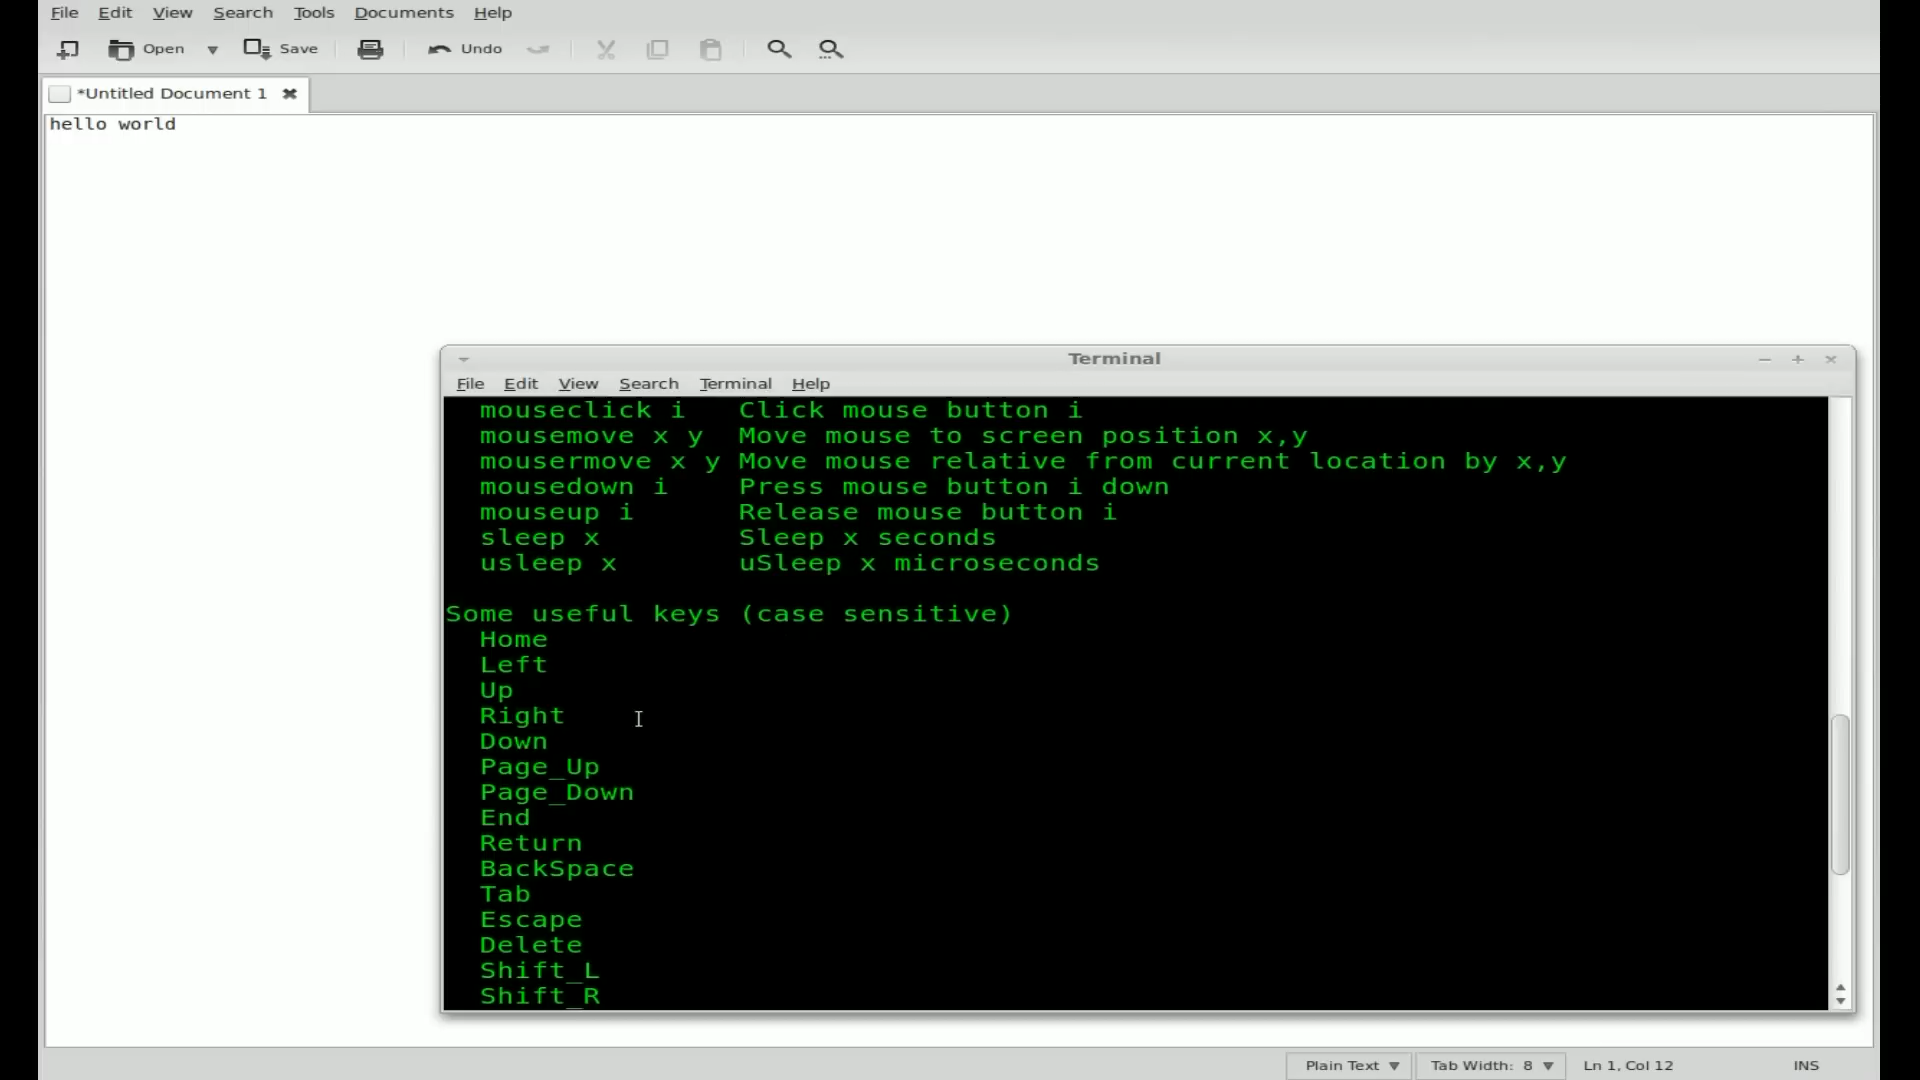 File Edit View Search Tools Documents Help
Open Save Undo
*Untitled Document 1
hello world
Terminal
File Edit View Search Terminal Help
mouseclick i Click mouse button i
mousemove x y Move mouse to screen position x,y
mousermove x y Move mouse relative from current location by x,y
mousedown i Press mouse button i down
mouseup i Release mouse button i
sleep x Sleep x seconds
usleep x uSleep x microseconds
Some useful keys (case sensitive)
Home
Left
Up
Right
Down
Page_Up
Page_Down
End
Return
BackSpace
Tab
Escape
Delete
Shift_L
Shift_R
Plain Text Tab Width: 8 Ln 1, Col 12 INS